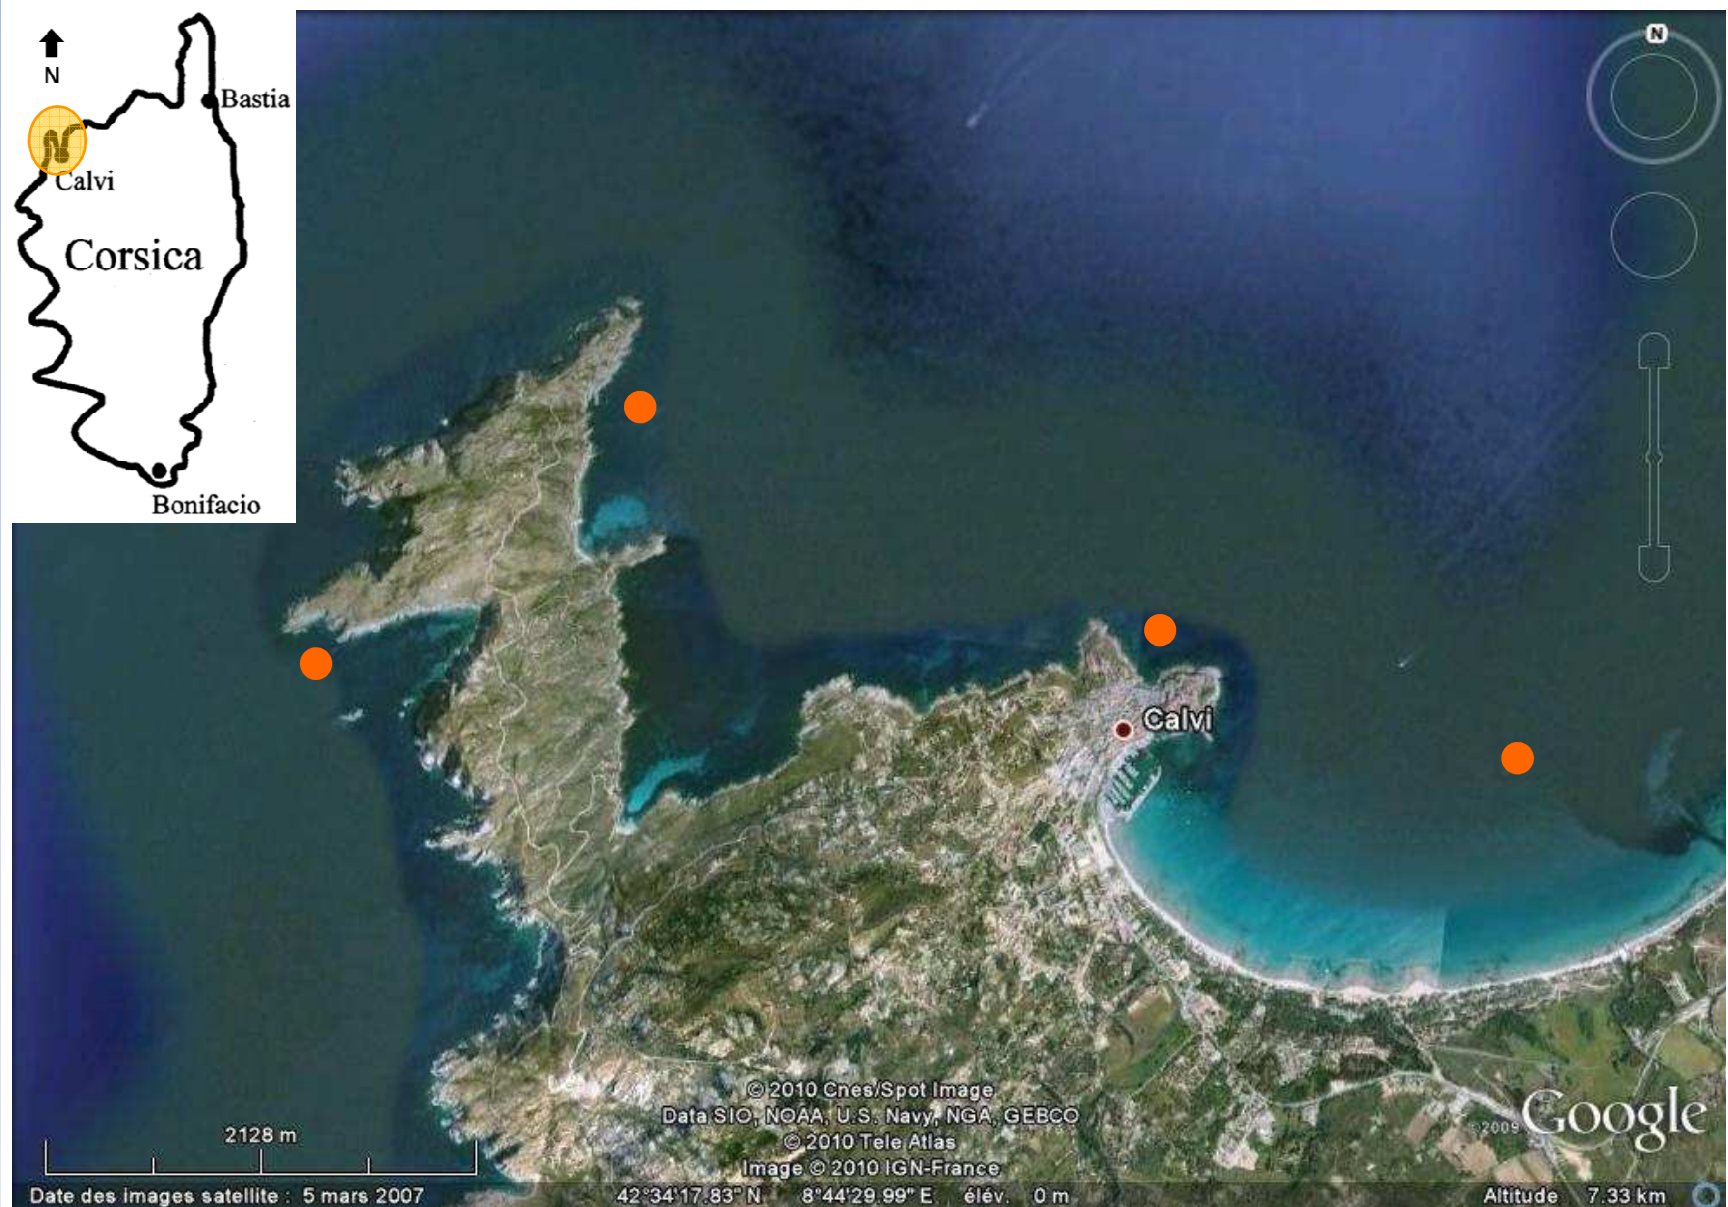 N
N
Bastia
Calvi
Corsica
Bonifacio
Calvi
© 2010 Cnes/Spot Image
Data SIO, NOAA, U.S. Navy, NGA, GEBCO
© 2010 Tele Atlas
Image © 2010 IGN-France
2128 m
©2009 Google
Date des images satellite : 5 mars 2007 42°34'17.83" N 8°44'29.99" E élév. 0 m Altitude 7.33 km